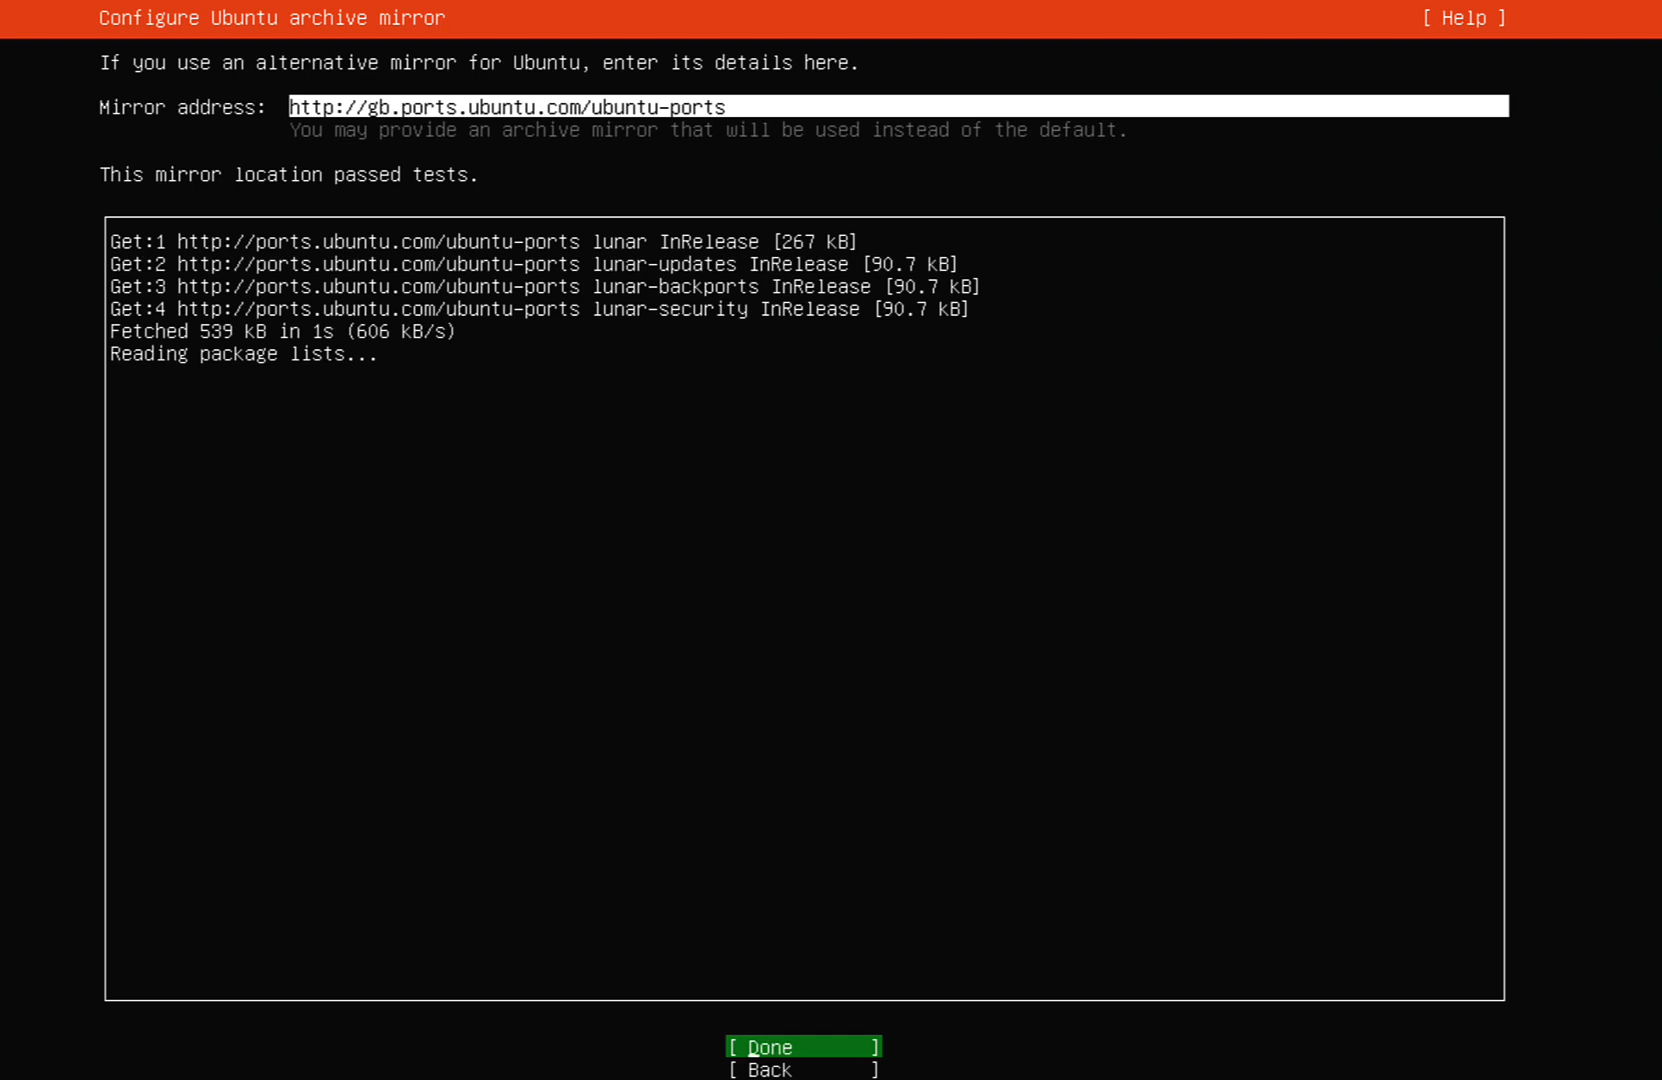 Configure Ubuntu archive mirror [ Help ]
If you use an alternative mirror for Ubuntu, enter its details here.
Mirror address: http://gb.ports.ubuntu.com/ubuntu-ports
You may provide an archive mirror that will be used instead of the default.
This mirror location passed tests.
Get:1 http://ports.ubuntu.com/ubuntu-ports lunar InRelease [267 kB]
Get:2 http://ports.ubuntu.com/ubuntu-ports lunar-updates InRelease [90.7 kB]
Get:3 http://ports.ubuntu.com/ubuntu-ports lunar-backports InRelease [90.7 kB]
Get:4 http://ports.ubuntu.com/ubuntu-ports lunar-security InRelease [90.7 kB]
Fetched 539 kB in 1s (606 kB/s)
Reading package lists...
[ Done ]
[ Back ]